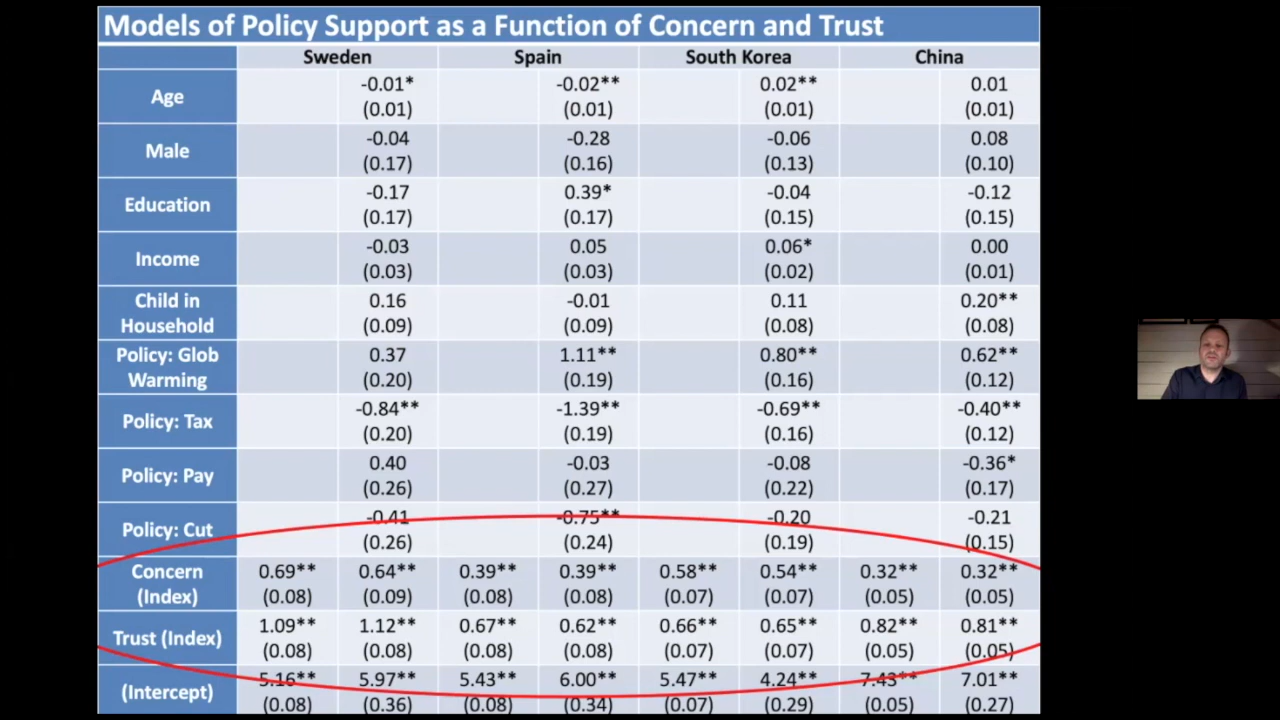 Models of Policy Support as a Function of Concern and Trust
Sweden Spain South Korea China
Age -0.01* -0.02** 0.02** 0.01
(0.01) (0.01) (0.01) (0.01)
Male -0.04 -0.28 -0.06 0.08
(0.17) (0.16) (0.13) (0.10)
Education -0.17 0.39* -0.04 -0.12
(0.17) (0.17) (0.15) (0.15)
Income -0.03 0.05 0.06* 0.00
(0.03) (0.03) (0.02) (0.01)
Child in 0.16 -0.01 0.11 0.20**
Household (0.09) (0.09) (0.08) (0.08)
Policy: Glob 0.37 1.11** 0.80** 0.62**
Warming (0.20) (0.19) (0.16) (0.12)
Policy: Tax -0.84** -1.39** -0.69** -0.40**
(0.20) (0.19) (0.16) (0.12)
Policy: Pay 0.40 -0.03 -0.08 -0.36*
(0.26) (0.27) (0.22) (0.17)
Policy: Cut -0.41 -0.75** -0.20 -0.21
(0.26) (0.24) (0.19) (0.15)
Concern 0.69** 0.64** 0.39** 0.39** 0.58** 0.54** 0.32** 0.32**
(Index) (0.08) (0.09) (0.08) (0.08) (0.07) (0.07) (0.05) (0.05)
Trust (Index) 1.09** 1.12** 0.67** 0.62** 0.66** 0.65** 0.82** 0.81**
(0.08) (0.08) (0.08) (0.08) (0.07) (0.07) (0.05) (0.05)
(Intercept) 5.16** 5.97** 5.43** 6.00** 5.47** 4.24** 7.43** 7.01**
(0.08) (0.36) (0.08) (0.34) (0.07) (0.29) (0.05) (0.27)